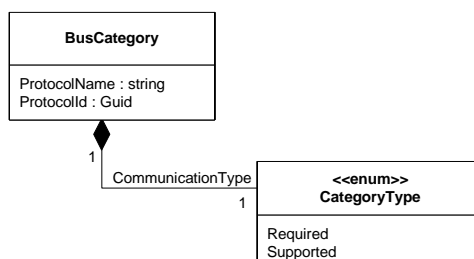 BusCategory
ProtocolName : string
ProtocolId : Guid
1
CommunicationType
1
<<enum>>
CategoryType
Required
Supported